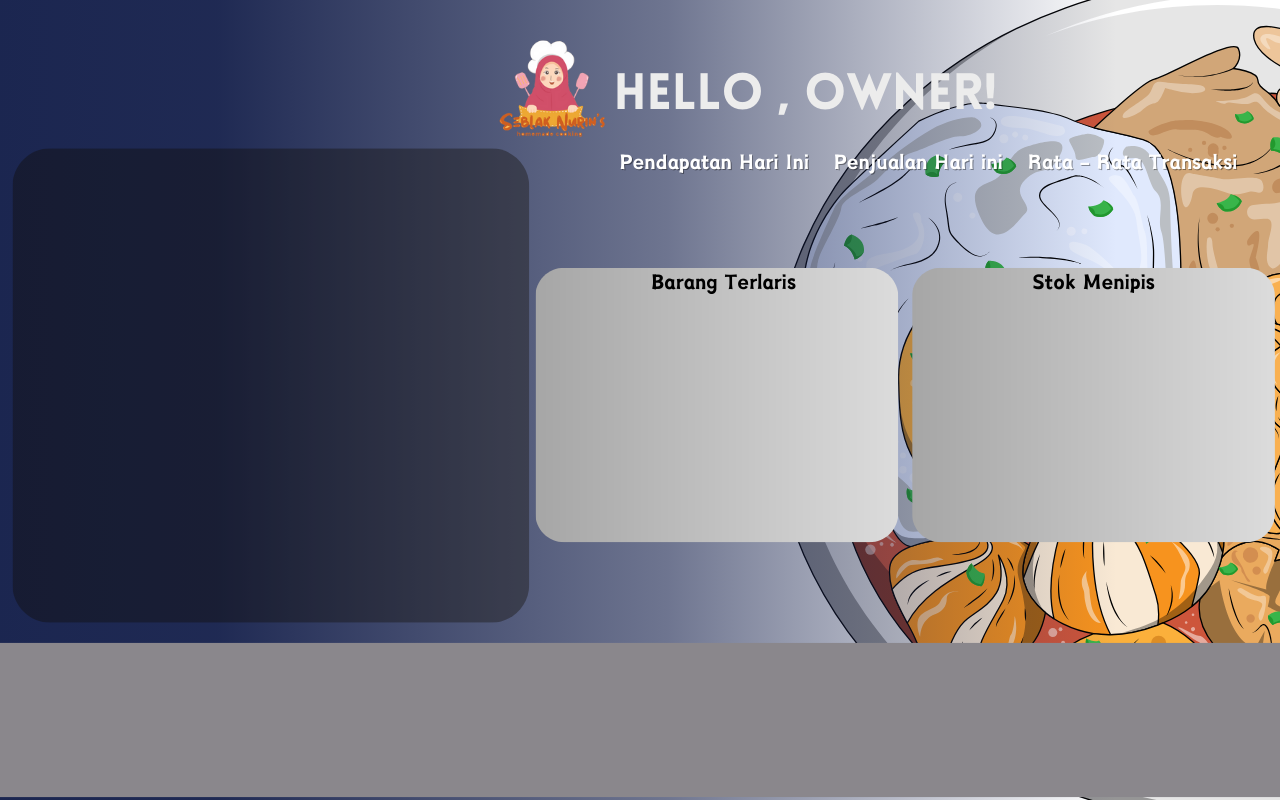 HELLO , OWNER!
SEBLAK NURIN'S
Pendapatan Hari Ini Penjualan Hari ini Rata - Rata Transaksi
Barang Terlaris Stok Menipis